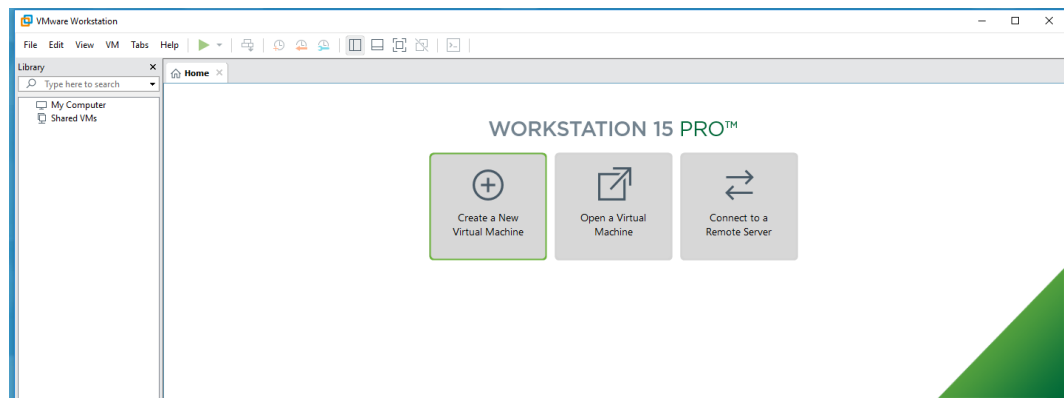 VMware Workstation
File Edit View VM Tabs Help
Library
Type here to search
My Computer
Shared VMs
Home
WORKSTATION 15 PRO™
Create a New
Virtual Machine
Open a Virtual
Machine
Connect to a
Remote Server